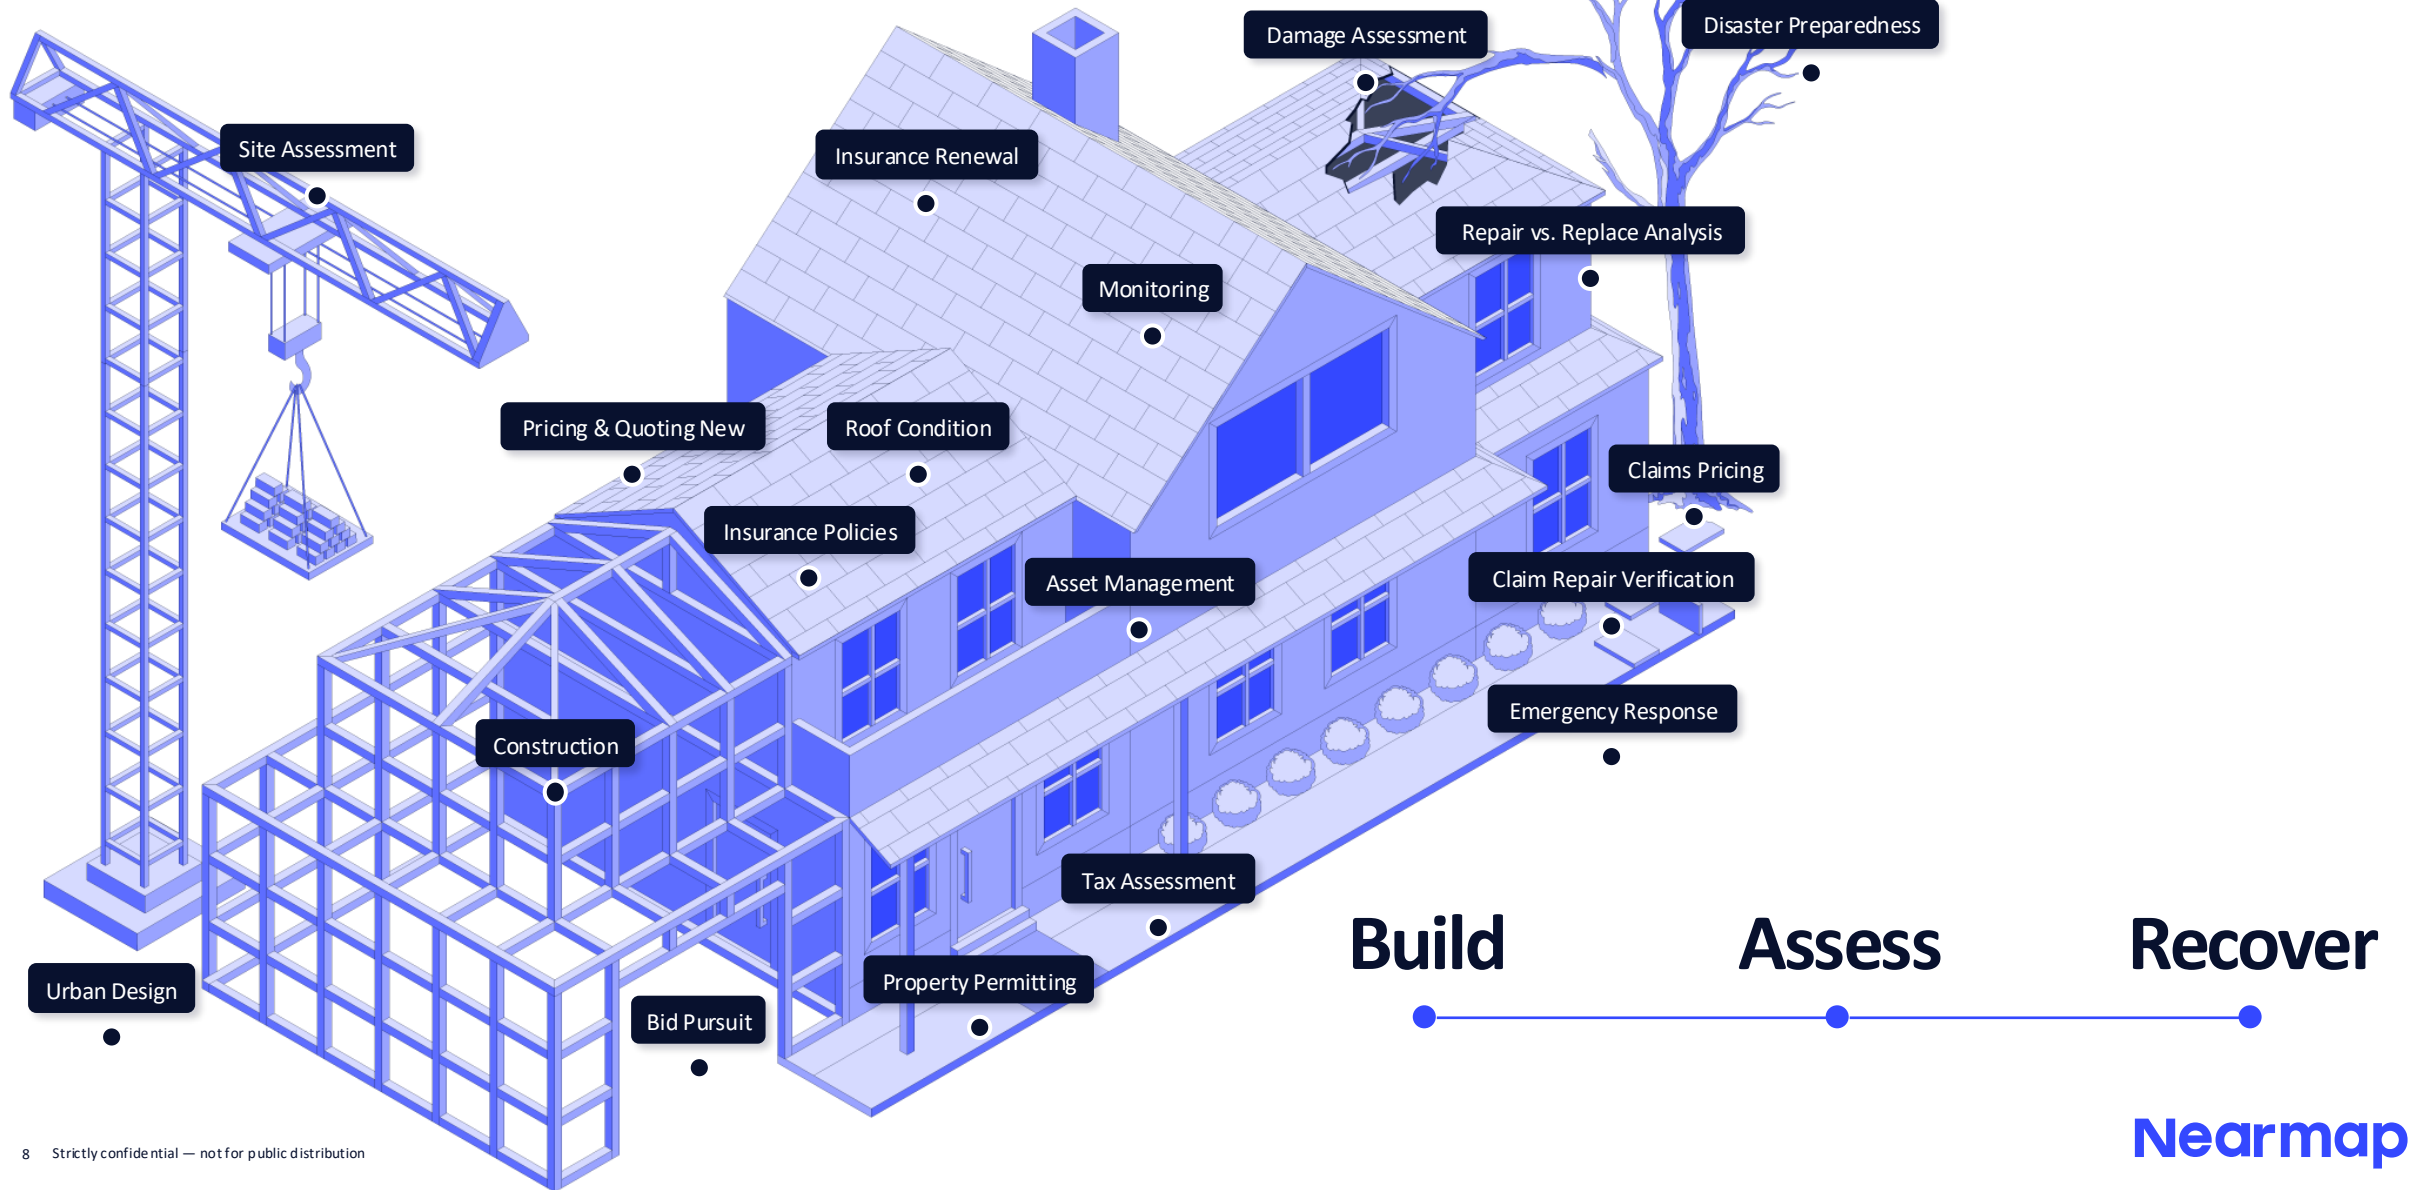 Disaster Preparedness
Damage Assessment
Site Assessment
Insurance Renewal
Repair vs. Replace Analysis
Monitoring
Pricing & Quoting New
Roof Condition
Claims Pricing
Insurance Policies
Asset Management
Claim Repair Verification
Emergency Response
Construction
Tax Assessment
Property Permitting
Urban Design
Bid Pursuit
Build
Assess
Recover
8
Strictly confidential — not for public distribution
Nearmap